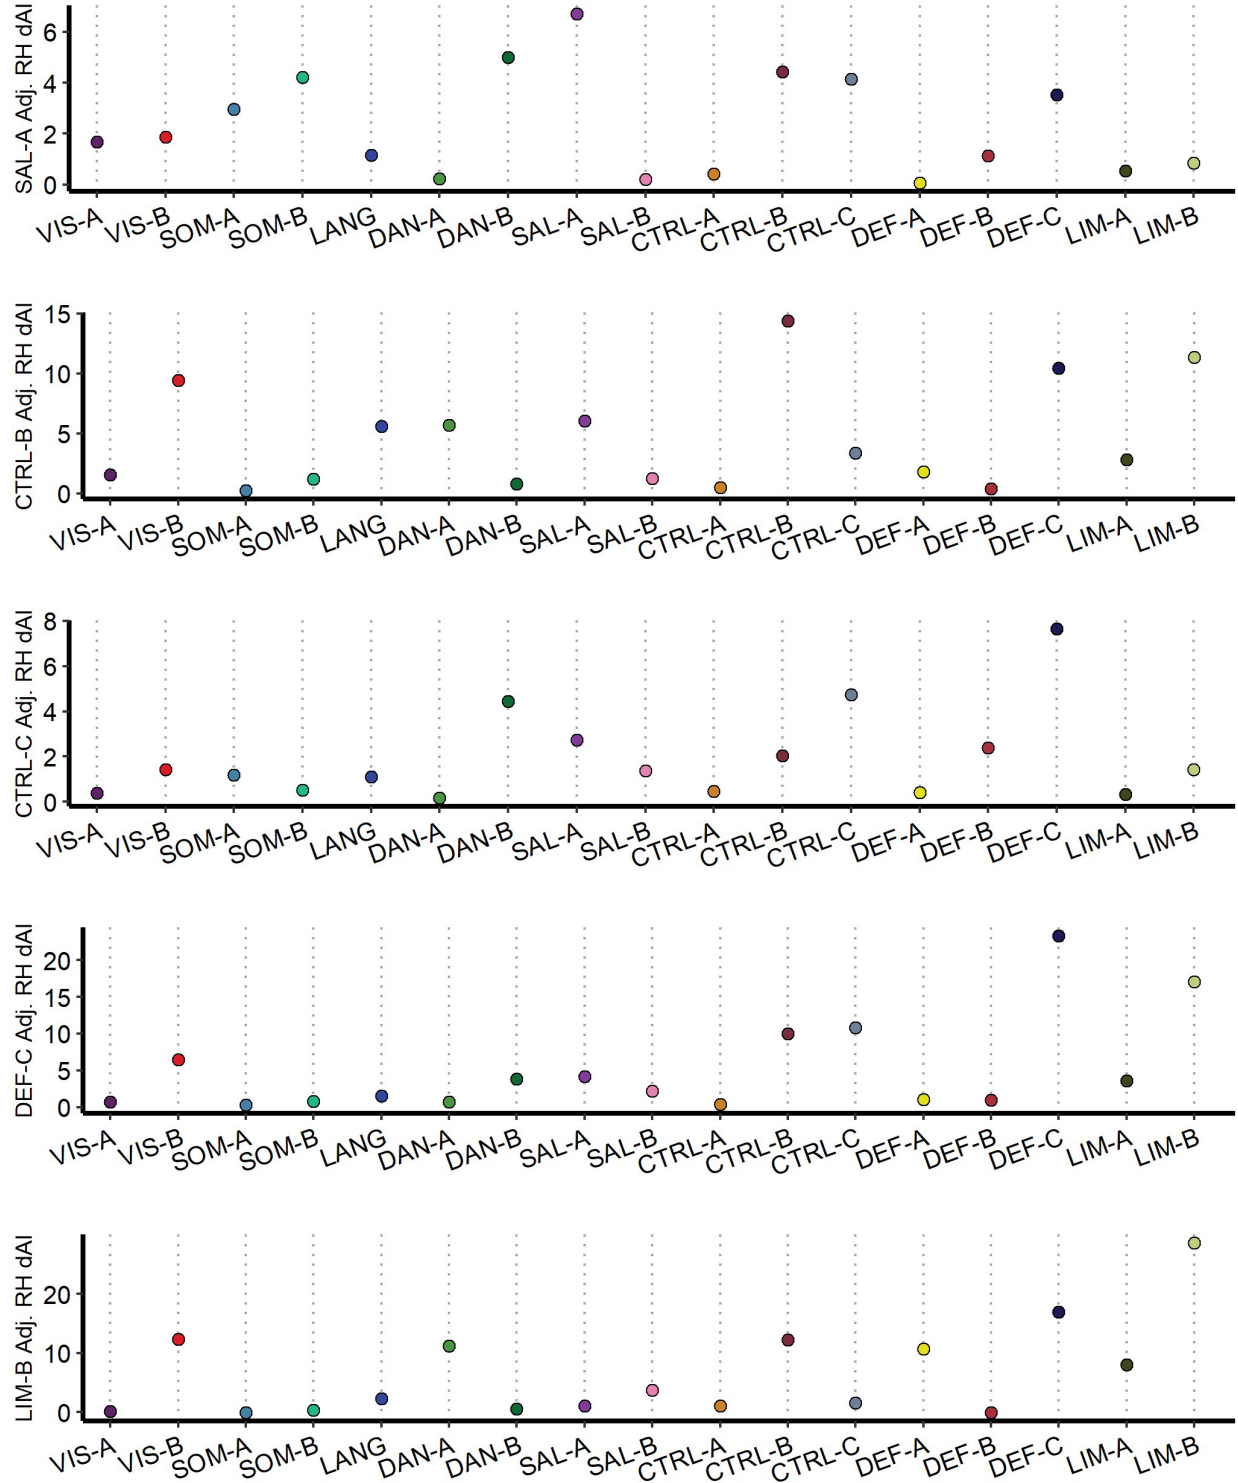 SAL-A Adj. RH dAI
6
4
2
0
VIS-A VIS-B SOM-A SOM-B LANG DAN-A DAN-B SAL-A SAL-B CTRL-A CTRL-B CTRL-C DEF-A DEF-B DEF-C LIM-A LIM-B
CTRL-B Adj. RH dAI
15
10
5
0
VIS-A VIS-B SOM-A SOM-B LANG DAN-A DAN-B SAL-A SAL-B CTRL-A CTRL-B CTRL-C DEF-A DEF-B DEF-C LIM-A LIM-B
CTRL-C Adj. RH dAI
8
6
4
2
0
VIS-A VIS-B SOM-A SOM-B LANG DAN-A DAN-B SAL-A SAL-B CTRL-A CTRL-B CTRL-C DEF-A DEF-B DEF-C LIM-A LIM-B
DEF-C Adj. RH dAI
20
15
10
5
0
VIS-A VIS-B SOM-A SOM-B LANG DAN-A DAN-B SAL-A SAL-B CTRL-A CTRL-B CTRL-C DEF-A DEF-B DEF-C LIM-A LIM-B
LIM-B Adj. RH dAI
20
10
0
VIS-A VIS-B SOM-A SOM-B LANG DAN-A DAN-B SAL-A SAL-B CTRL-A CTRL-B CTRL-C DEF-A DEF-B DEF-C LIM-A LIM-B